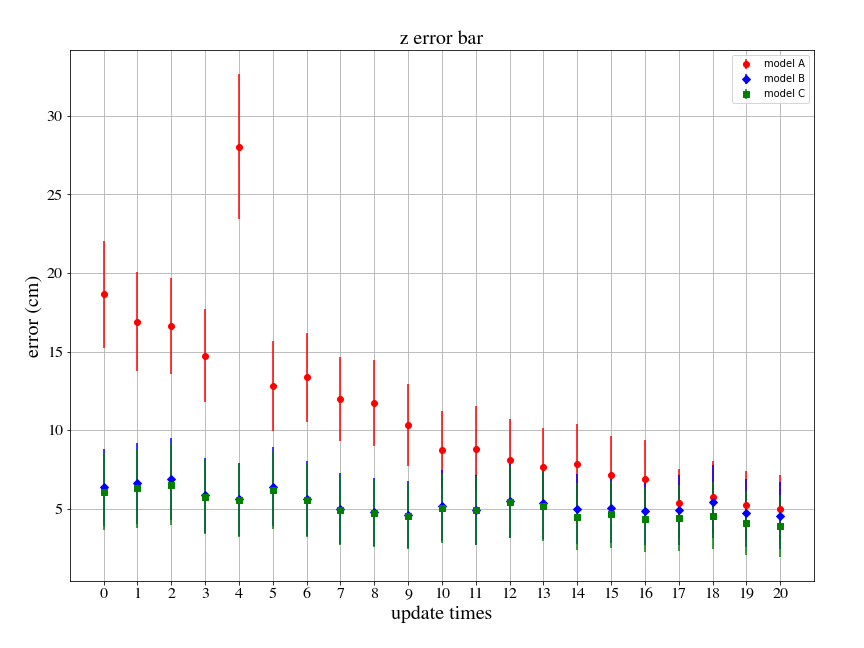 z error bar
model A
model B
model C
30
25
20
15
10
5
error (cm)
0 1 2 3 4 5 6 7 8 9 10 11 12 13 14 15 16 17 18 19 20
update times